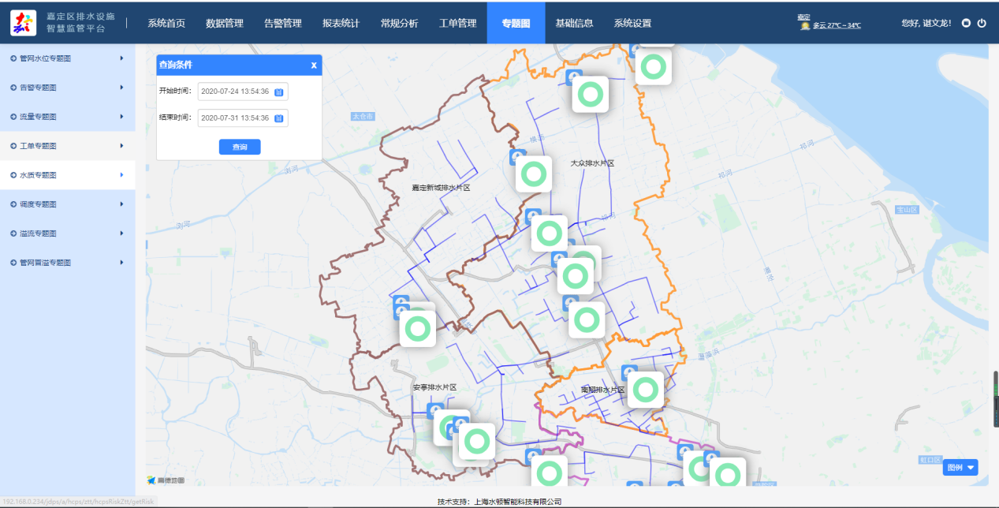 嘉定区排水设施
智慧监管平台
系统首页 数据管理 告警管理 报表统计 常规分析 工单管理 专题图 基础信息 系统设置
嘉定
多云 27℃~34℃
您好, 谌文龙!
管网水位专题图
告警专题图
流量专题图
工单专题图
水质专题图
调度专题图
溢流专题图
管网冒溢专题图
查询条件 x
开始时间: 2020-07-24 13:54:36
结束时间: 2020-07-31 13:54:36
查询
太仓市
浏河
浏河
横沥
祁河
祁河
祁河
宝山区
大众排水片区
嘉定新城排水片区
安亭排水片区
南翔排水片区
虹口区
图例
高德地图
192.168.0.234/jdps/a/hcps/ztt/hcpsRiskZtt/getRisk
技术支持: 上海水顿智能科技有限公司